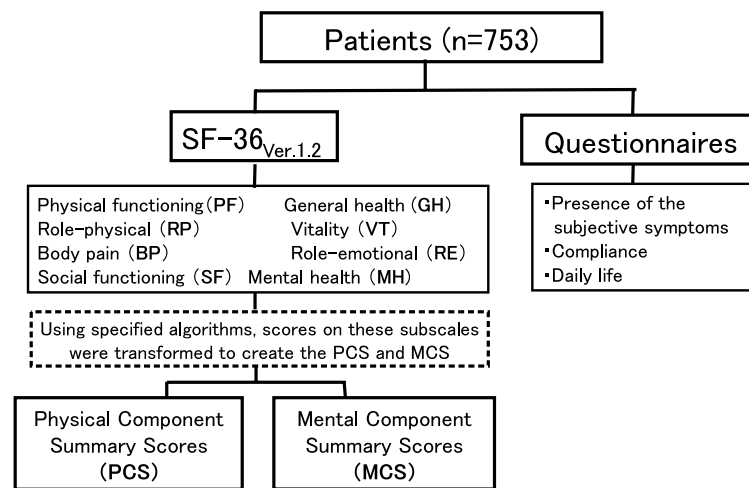 Patients (n=753)
SF-36Ver.1.2
Questionnaires
Physical functioning(PF) General health (GH)
Role-physical (RP) Vitality (VT)
Body pain (BP) Role-emotional (RE)
Social functioning (SF) Mental health (MH)
・Presence of the
subjective symptoms
・Compliance
・Daily life
Using specified algorithms, scores on these subscales
were transformed to create the PCS and MCS
Physical Component
Summary Scores
(PCS)
Mental Component
Summary Scores
(MCS)